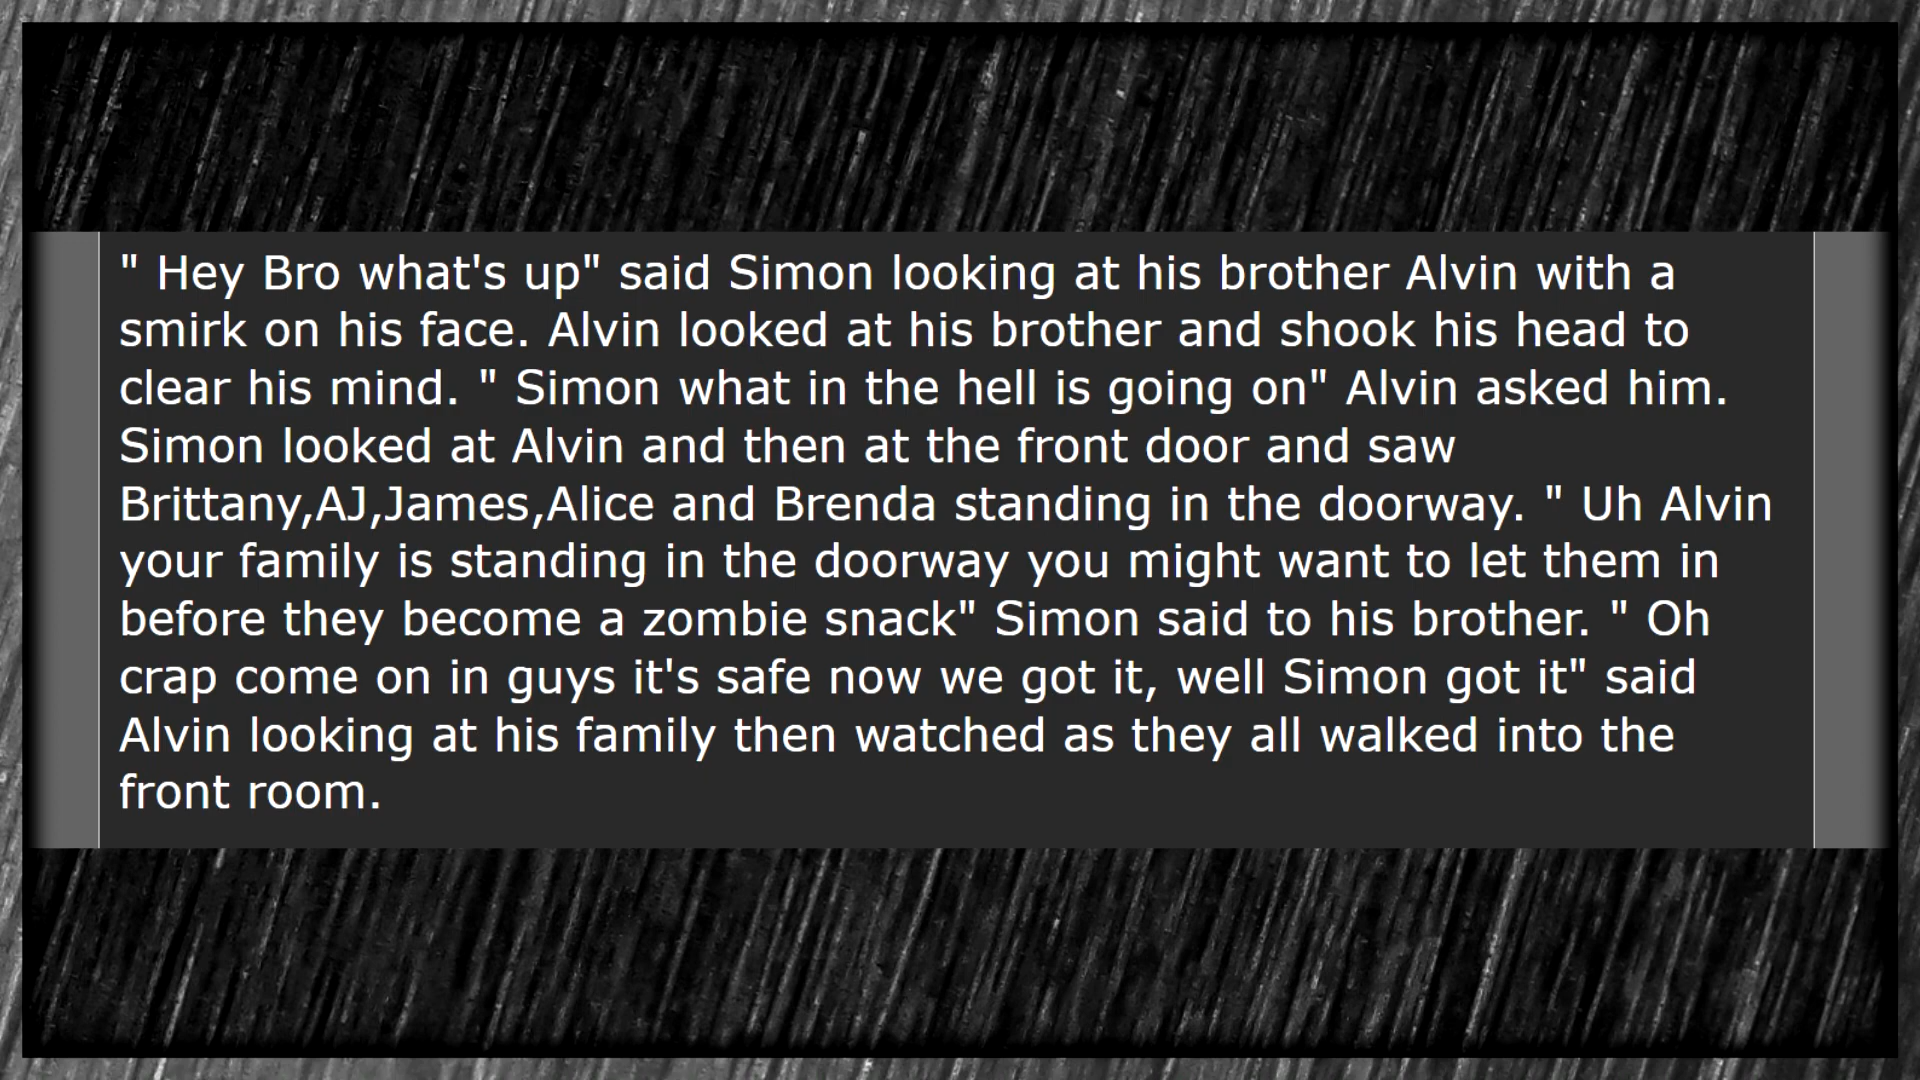 " Hey Bro what's up" said Simon looking at his brother Alvin with a
smirk on his face. Alvin looked at his brother and shook his head to
clear his mind. " Simon what in the hell is going on" Alvin asked him.
Simon looked at Alvin and then at the front door and saw
Brittany,AJ,James,Alice and Brenda standing in the doorway. " Uh Alvin
your family is standing in the doorway you might want to let them in
before they become a zombie snack" Simon said to his brother. " Oh
crap come on in guys it's safe now we got it, well Simon got it" said
Alvin looking at his family then watched as they all walked into the
front room.